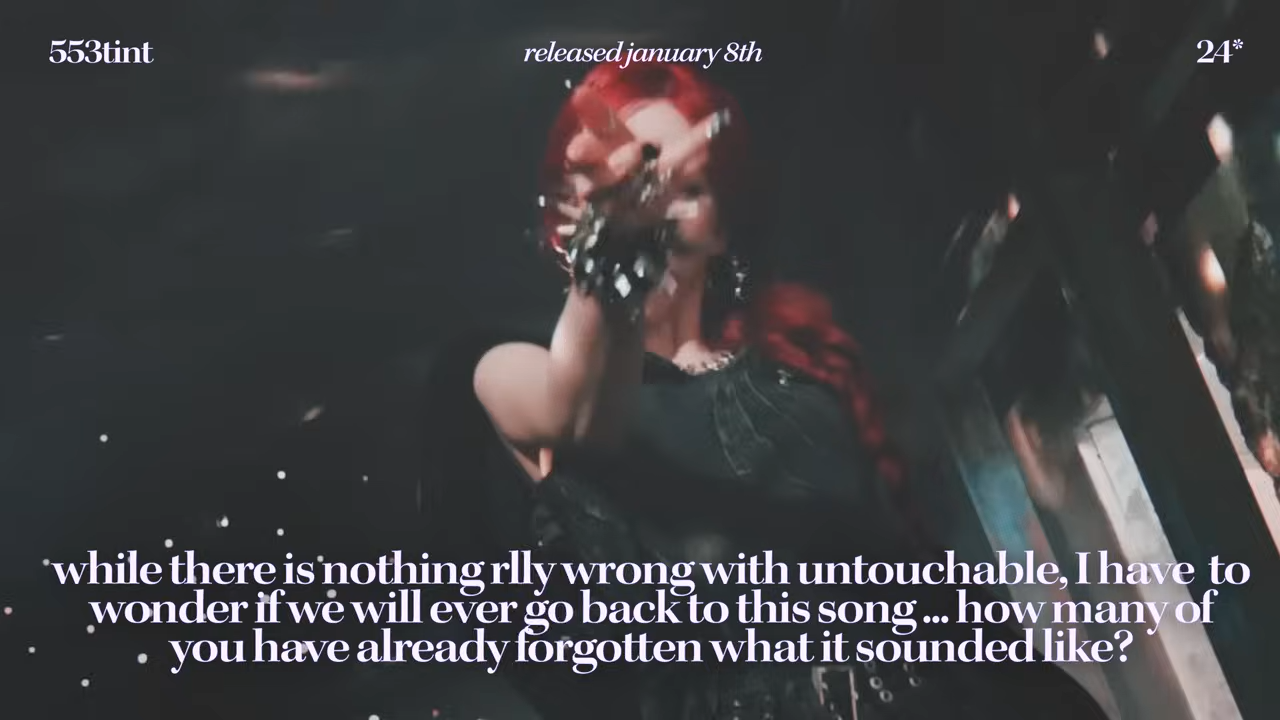 553tint
released january 8th
24*
while there is nothing rlly wrong with untouchable, I have to
wonder if we will ever go back to this song ... how many of
you have already forgotten what it sounded like?